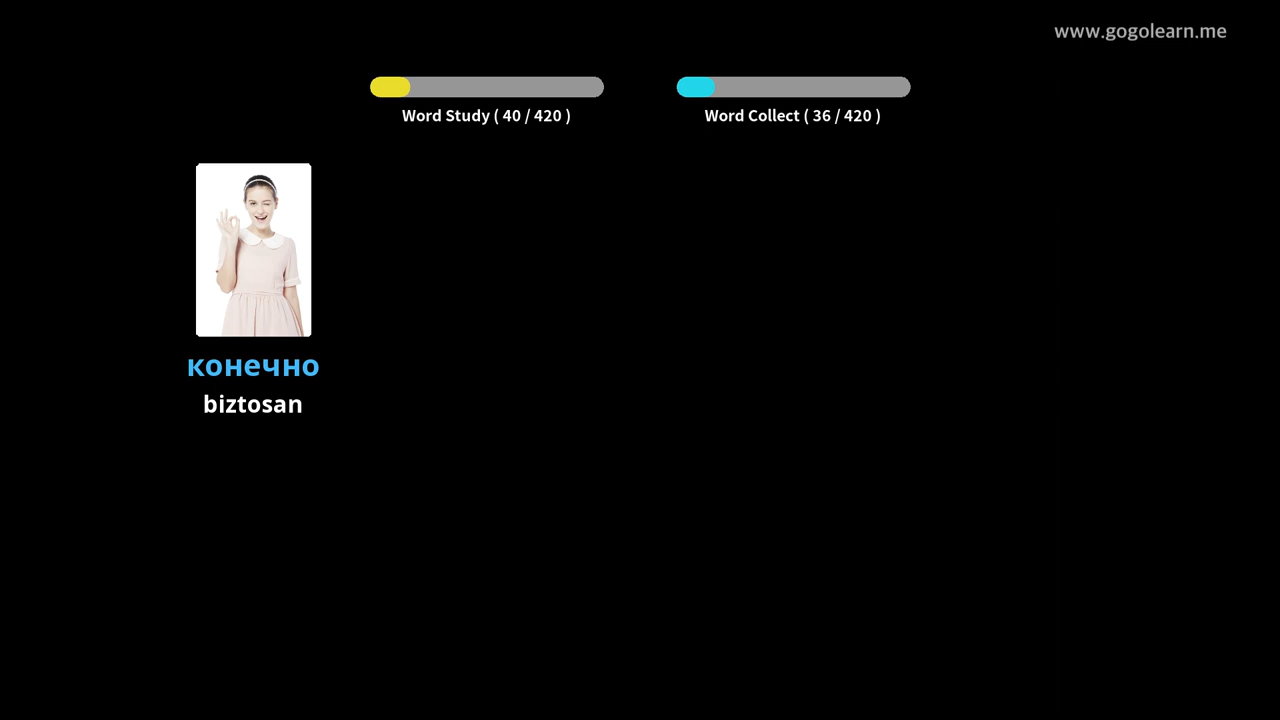 www.gogolearn.me
Word Study ( 40 / 420 )
Word Collect ( 36 / 420 )
конечно
biztosan